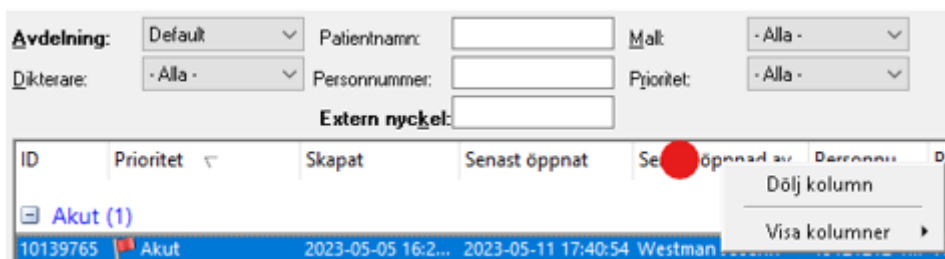 Avdelning: Default Patientnamn: Mall: - Alla -
Dikterare: - Alla - Personnummer: Prioritet: - Alla -
Extern nyckel:
ID Prioritet Skapat Senast öppnat Se öppnad av Personnu
Dölj kolumn
Akut (1)
Visa kolumner
10139765 Akut 2023-05-05 16:2... 2023-05-11 17:40:54 Westman